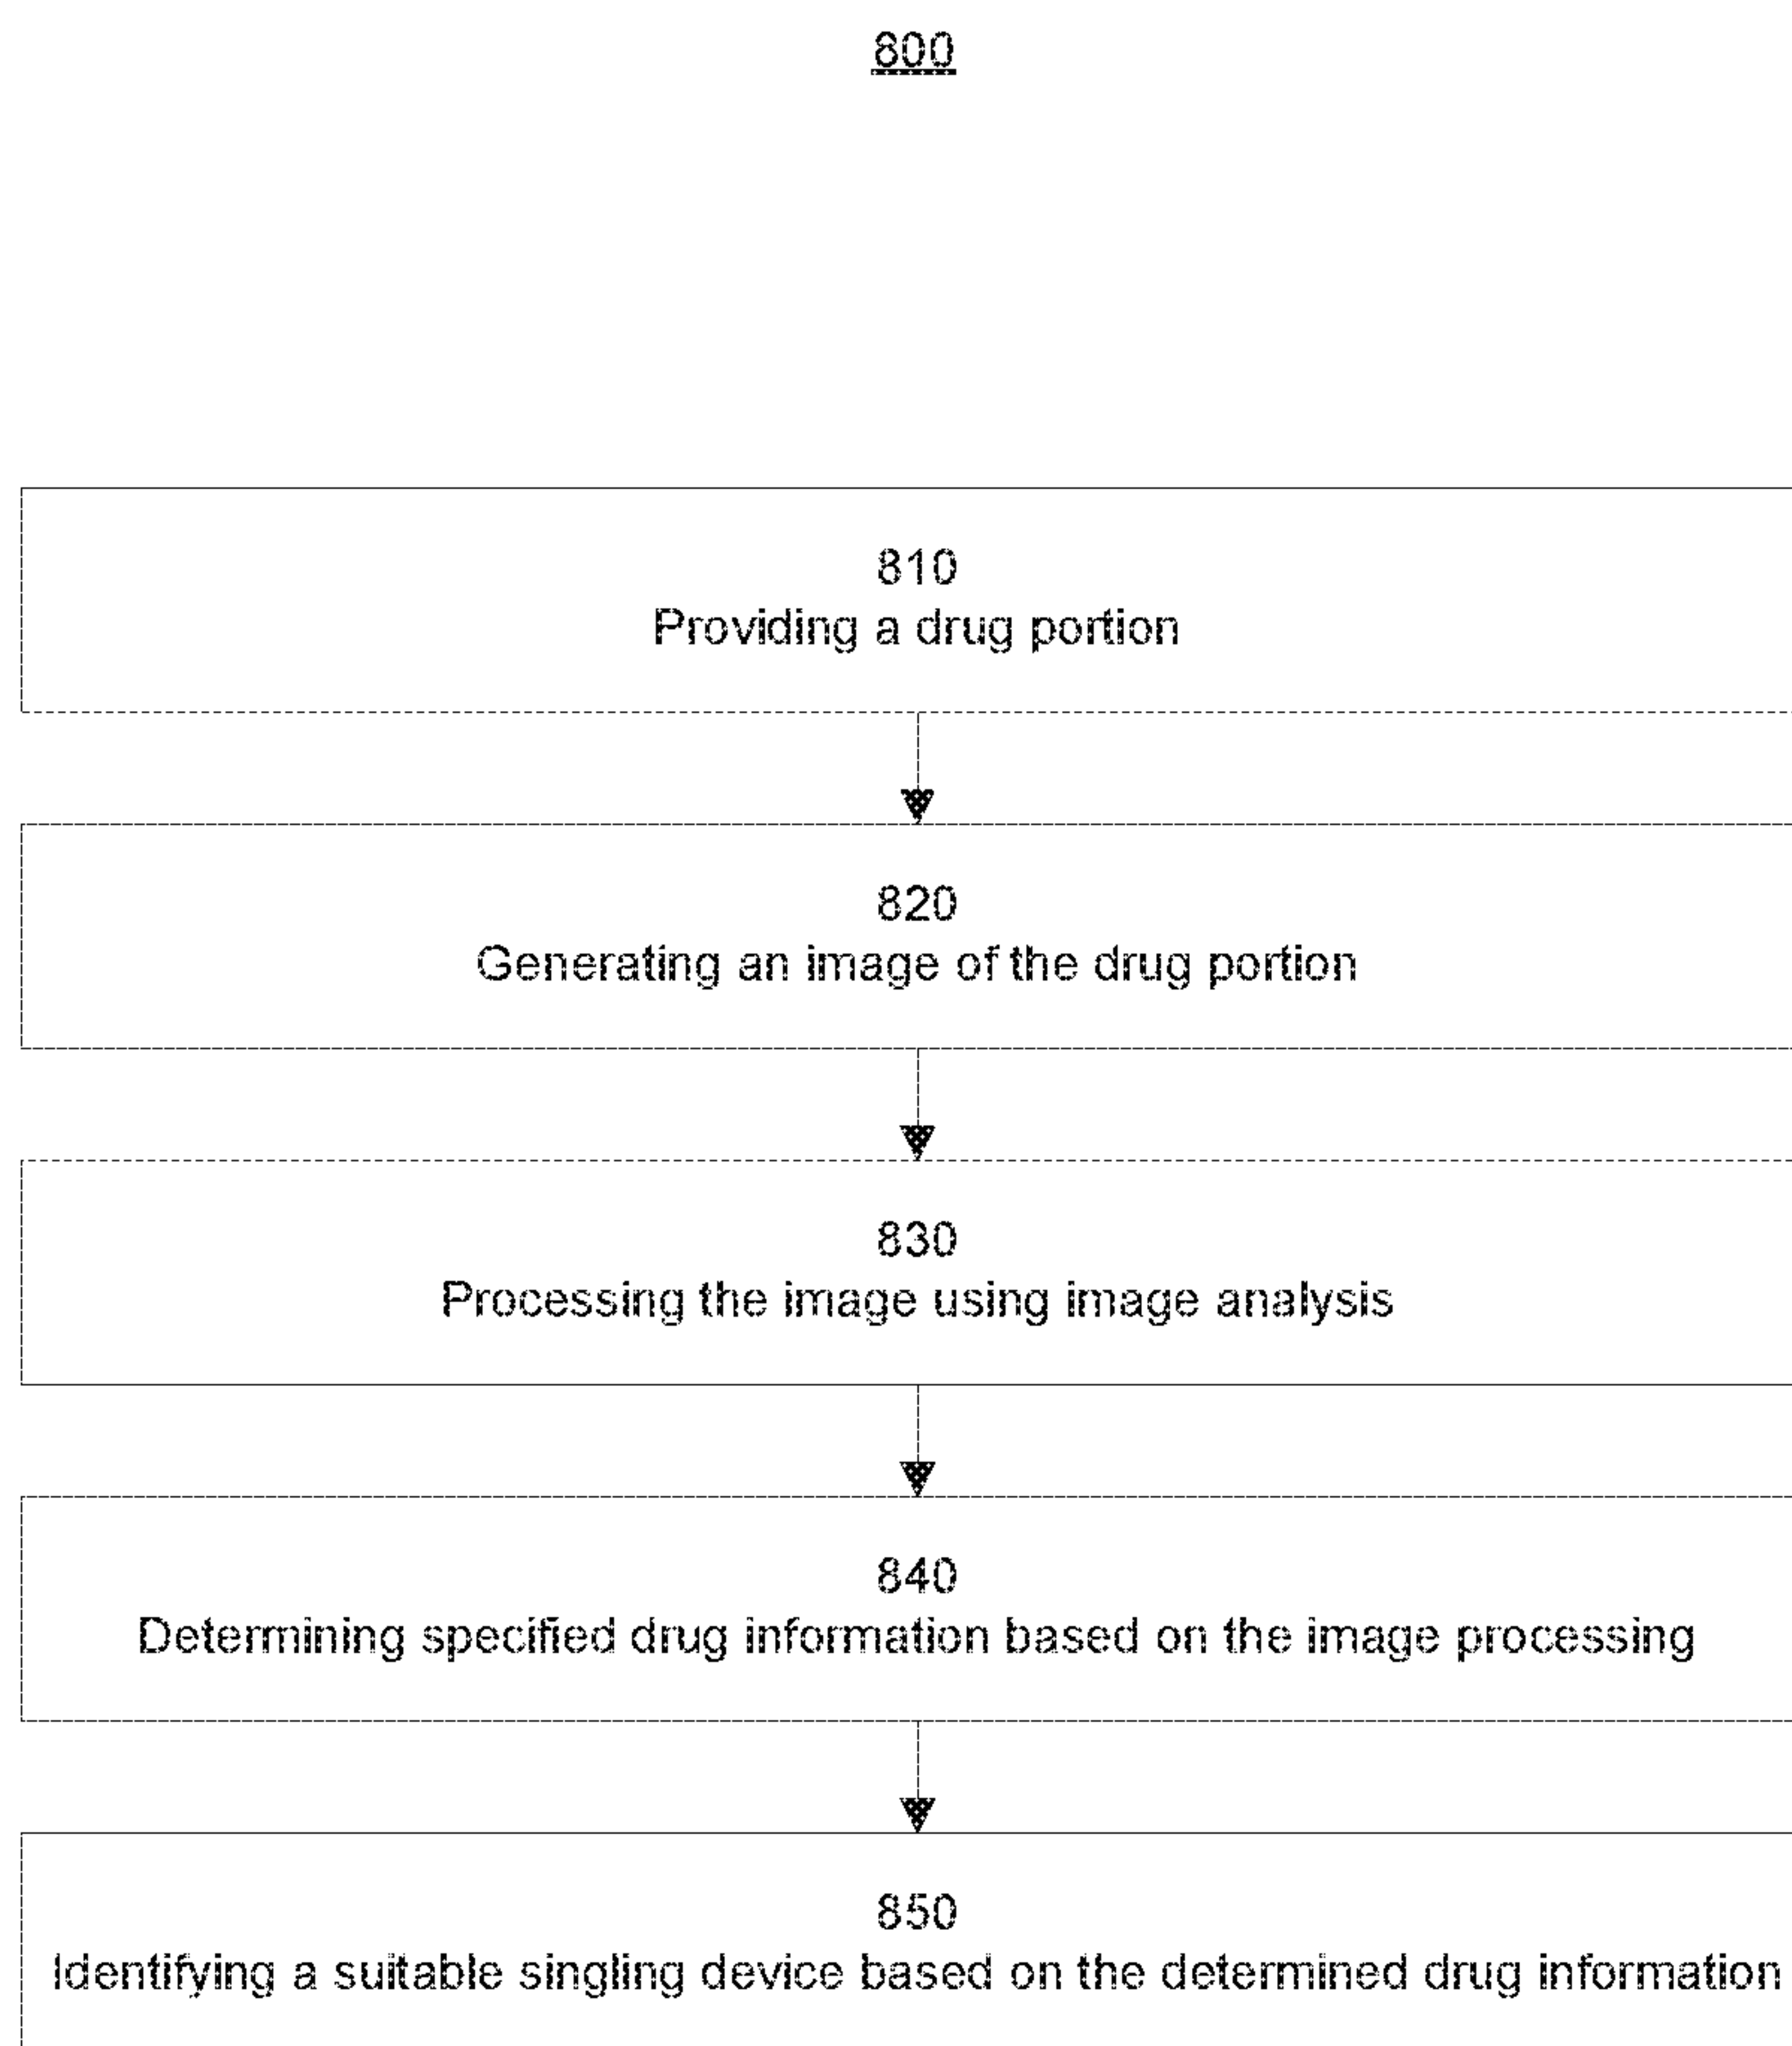 800
810
Providing a drug portion
820
Generating an image of the drug portion
830
Processing the image using image analysis
840
Determining specified drug information based on the image processing
850
Identifying a suitable singling device based on the determined drug information